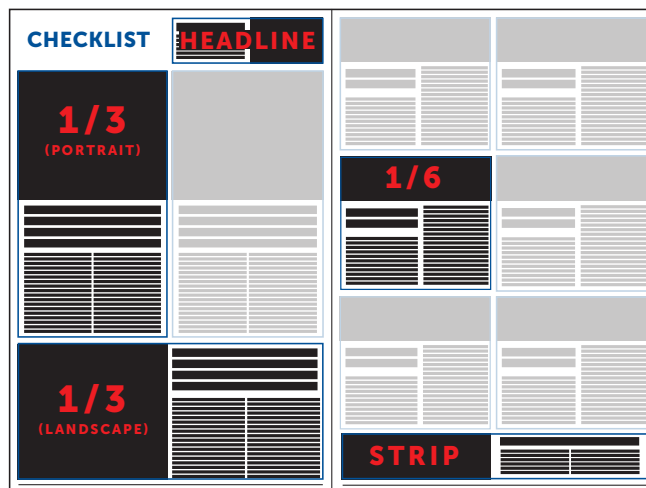 CHECKLIST
HEADLINE
1/3
(PORTRAIT)
1/3
(LANDSCAPE)
1/6
STRIP